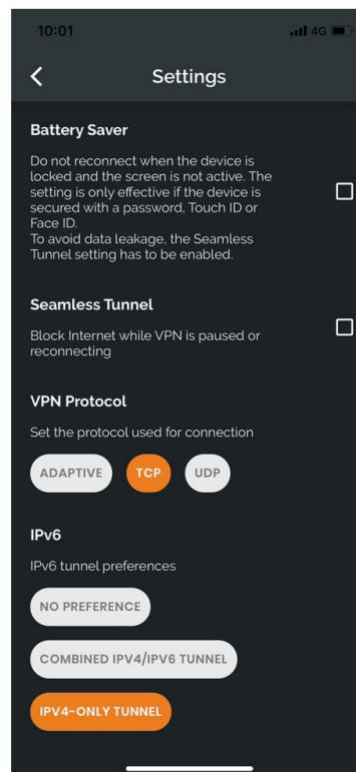 10:01
4G
Settings
Battery Saver
Do not reconnect when the device is
locked and the screen is not active. The
setting is only effective if the device is
secured with a password, Touch ID or
Face ID.
To avoid data leakage, the Seamless
Tunnel setting has to be enabled.
Seamless Tunnel
Block Internet while VPN is paused or
reconnecting
VPN Protocol
Set the protocol used for connection
ADAPTIVE TCP UDP
IPv6
IPv6 tunnel preferences
NO PREFERENCE
COMBINED IPV4/IPV6 TUNNEL
IPV4-ONLY TUNNEL